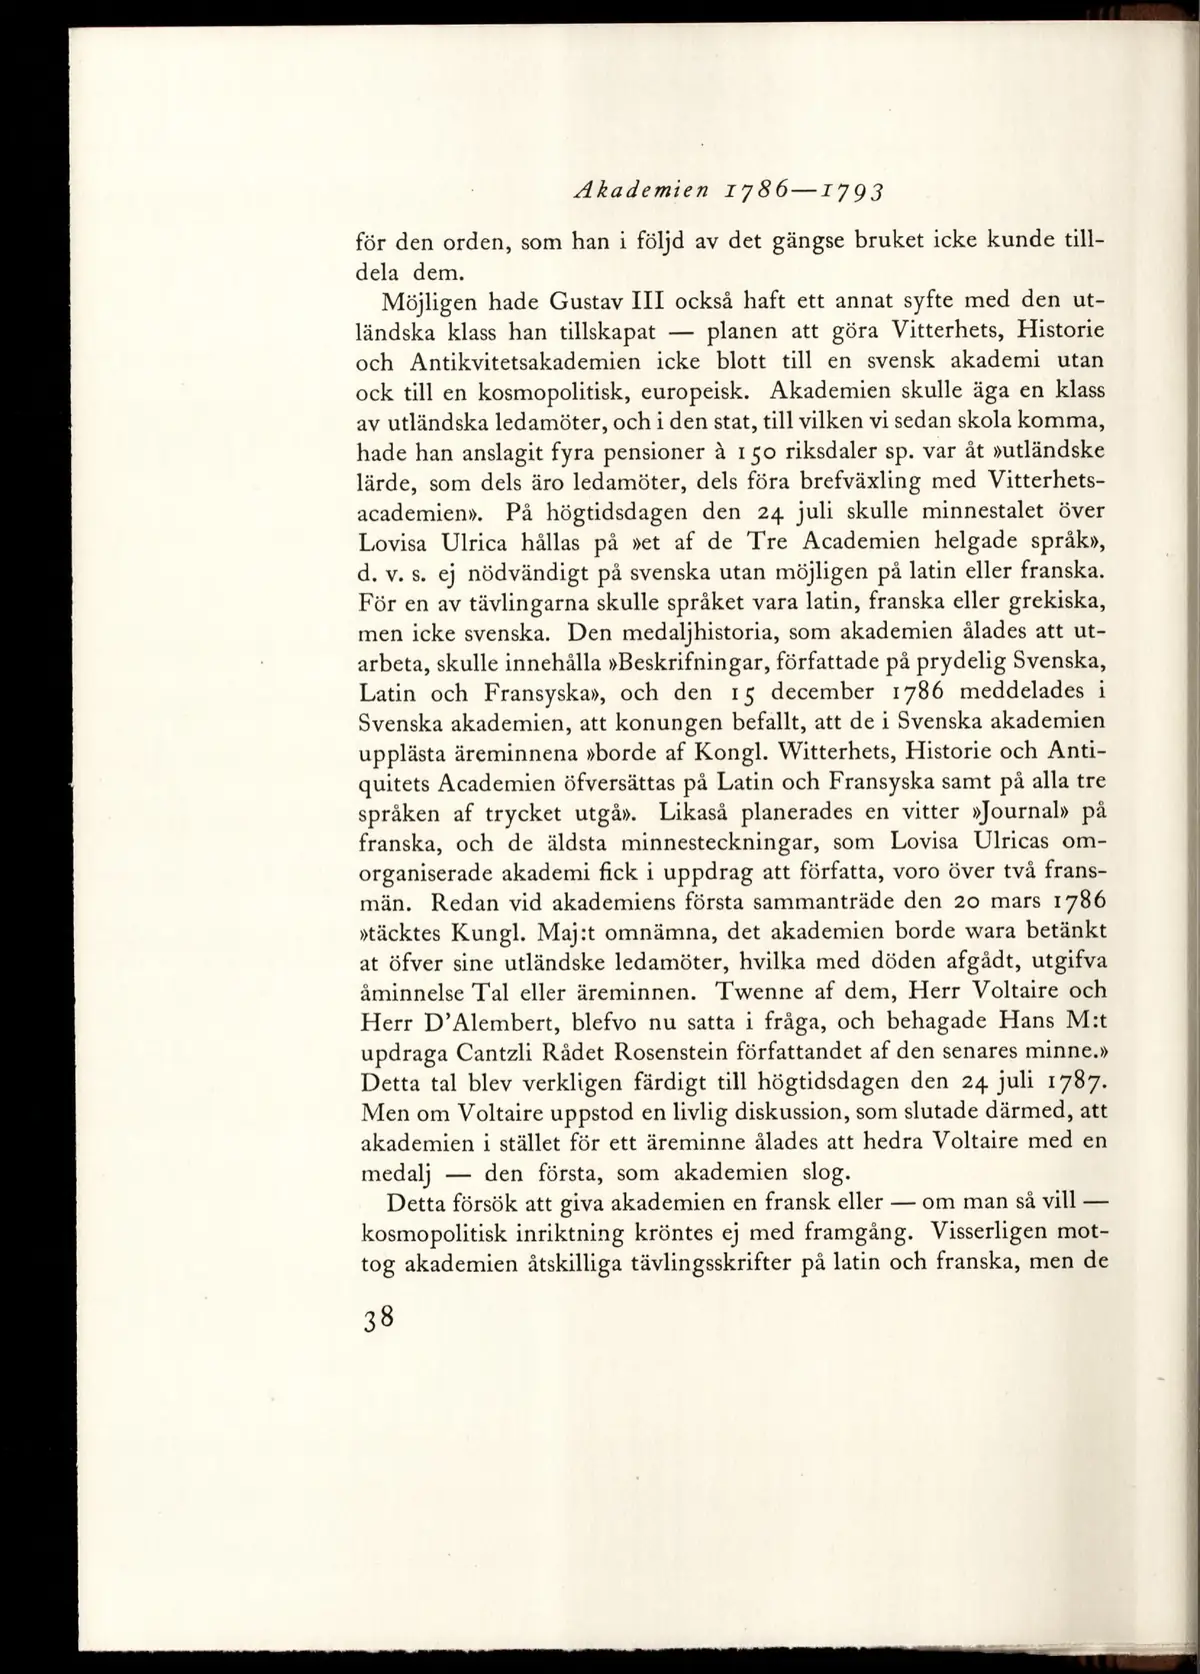 Akademien 1786—1793
för den orden, som han i följd av det gängse bruket icke kunde till-
dela dem.
Möjligen hade Gustav III också haft ett annat syfte med den ut-
ländska klass han tillskapat — planen att göra Vitterhets, Historie
och Antikvitetsakademien icke blott till en svensk akademi utan
ock till en kosmopolitisk, europeisk. Akademien skulle äga en klass
av utländska ledamöter, och i den stat, till vilken vi sedan skola komma,
hade han anslagit fyra pensioner à 150 riksdaler sp. var åt »utländske
lärde, som dels äro ledamöter, dels föra brefväxling med Vitterhets-
academien». På högtidsdagen den 24 juli skulle minnestalet över
Lovisa Ulrica hållas på »et af de Tre Academien helgade språk»,
d. v. s. ej nödvändigt på svenska utan möjligen på latin eller franska.
För en av tävlingarna skulle språket vara latin, franska eller grekiska,
men icke svenska. Den medaljhistoria, som akademien ålades att ut-
arbeta, skulle innehålla »Beskrifningar, författade på prydelig Svenska,
Latin och Fransyska», och den 15 december 1786 meddelades i
Svenska akademien, att konungen befallt, att de i Svenska akademien
upplästa äreminnena »borde af Kongl. Witterhets, Historie och Anti-
quitets Academien öfversättas på Latin och Fransyska samt på alla tre
språken af trycket utgå». Likaså planerades en vitter »Journal» på
franska, och de äldsta minnesteckningar, som Lovisa Ulricas om-
organiserade akademi fick i uppdrag att författa, voro över två frans-
män. Redan vid akademiens första sammanträde den 20 mars 1786
»täcktes Kungl. Maj:t omnämna, det akademien borde wara betänkt
at öfver sine utländske ledamöter, hvilka med döden afgådt, utgifva
åminnelse Tal eller äreminnen. Twenne af dem, Herr Voltaire och
Herr D'Alembert, blefvo nu satta i fråga, och behagade Hans M:t
updraga Cantzli Rådet Rosenstein författandet af den senares minne.»
Detta tal blev verkligen färdigt till högtidsdagen den 24 juli 1787.
Men om Voltaire uppstod en livlig diskussion, som slutade därmed, att
akademien i stället för ett äreminne ålades att hedra Voltaire med en
medalj — den första, som akademien slog.
Detta försök att giva akademien en fransk eller — om man så vill —
kosmopolitisk inriktning kröntes ej med framgång. Visserligen mot-
tog akademien åtskilliga tävlingsskrifter på latin och franska, men de
38